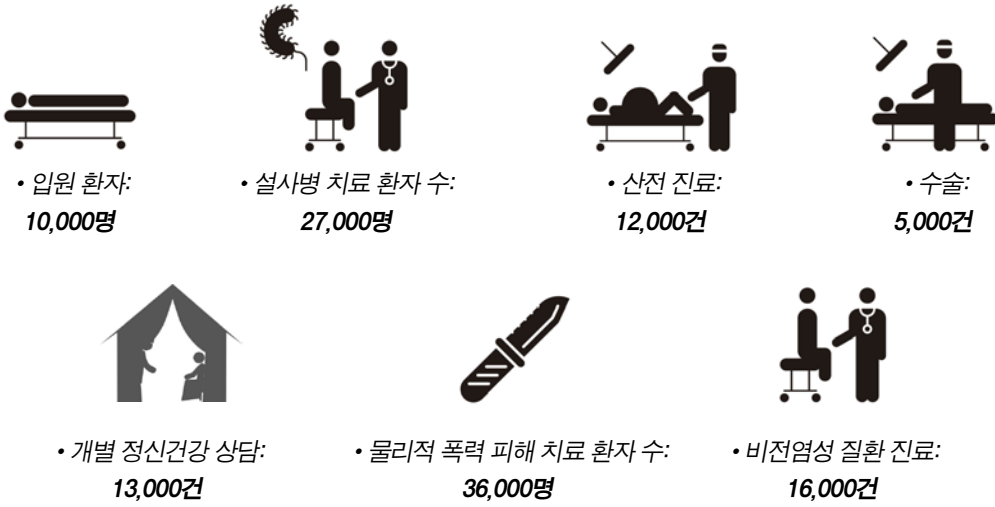 • 입원 환자:
10,000명
• 설사병 치료 환자 수:
27,000명
• 산전 진료:
12,000건
• 수술:
5,000건
• 개별 정신건강 상담:
13,000건
• 물리적 폭력 피해 치료 환자 수:
36,000명
• 비전염성 질환 진료:
16,000건